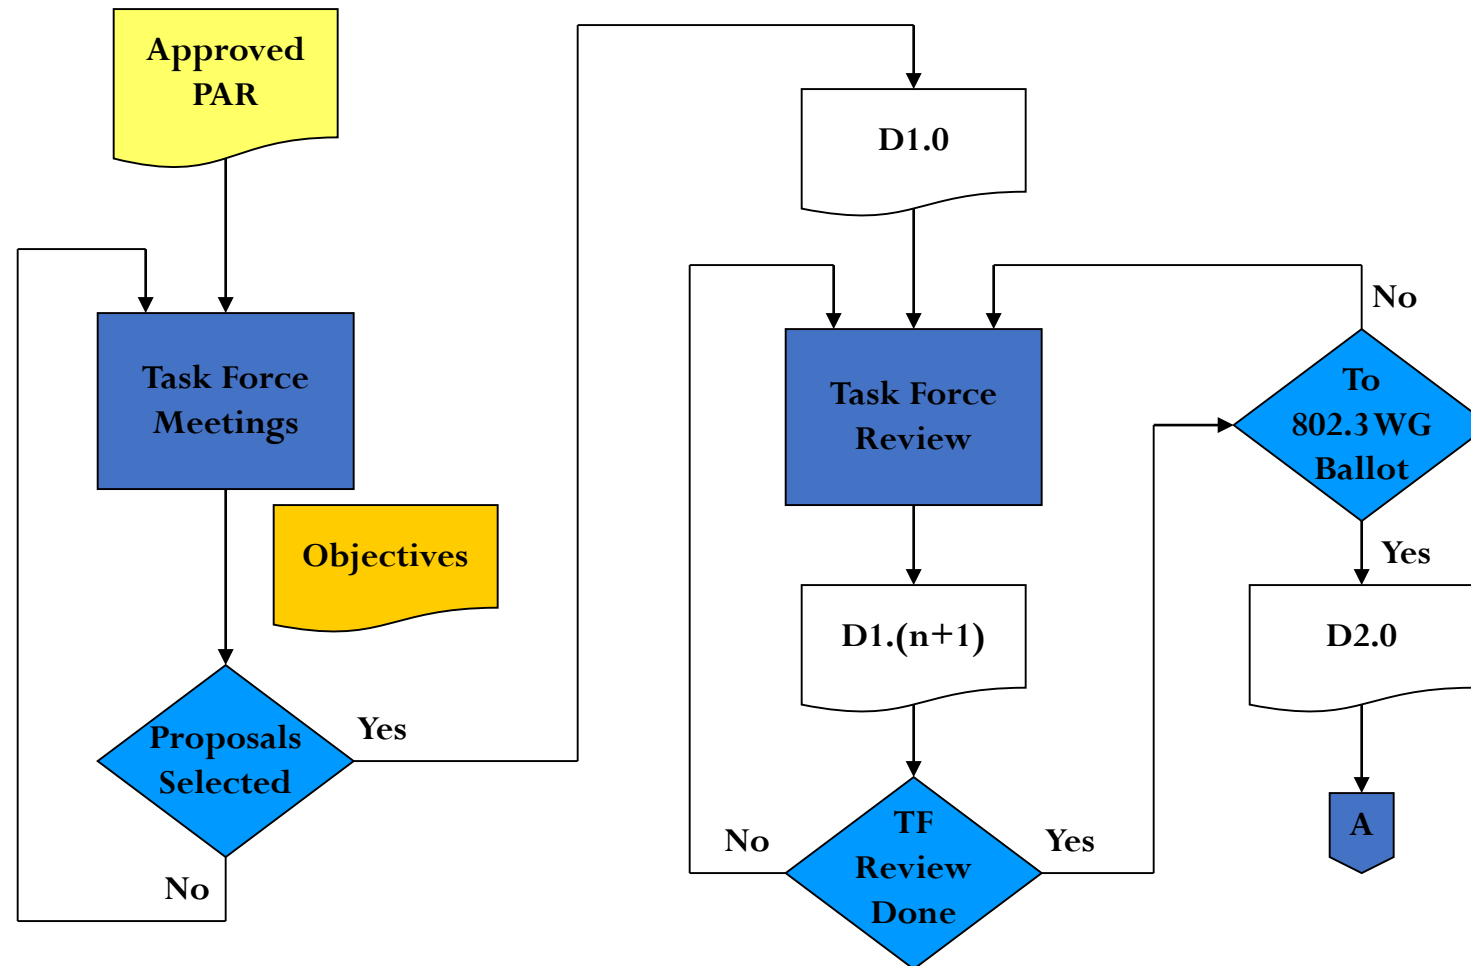 Approved
PAR
Task Force
Meetings
Objectives
Proposals
Selected
Yes
No
D1.0
Task Force
Review
D1.(n+1)
TF
Review
Done
No
Yes
To
802.3 WG
Ballot
No
Yes
D2.0
A